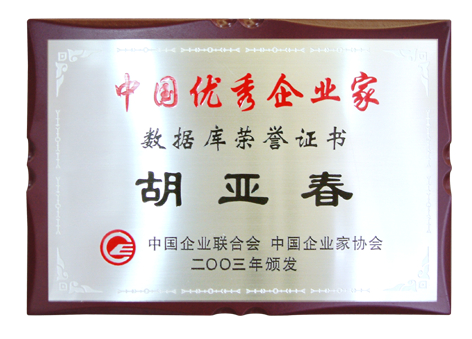 中国优秀企业家
数据库荣誉证书
胡亚春
中国企业联合会 中国企业家协会
二〇〇三年颁发